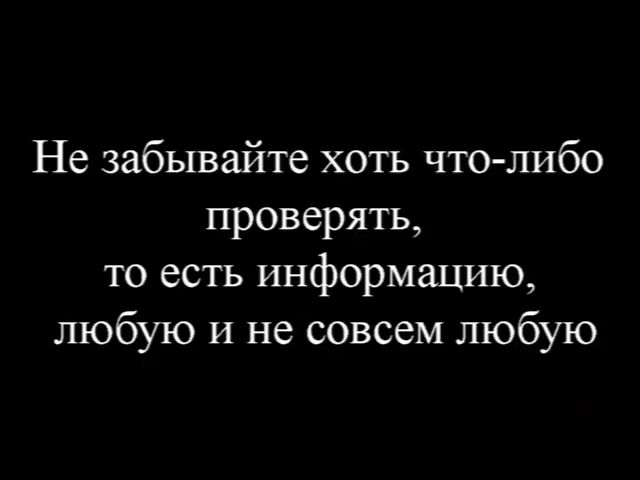 Не забывайте хоть что-либо
проверять,
то есть информацию,
любую и не совсем любую